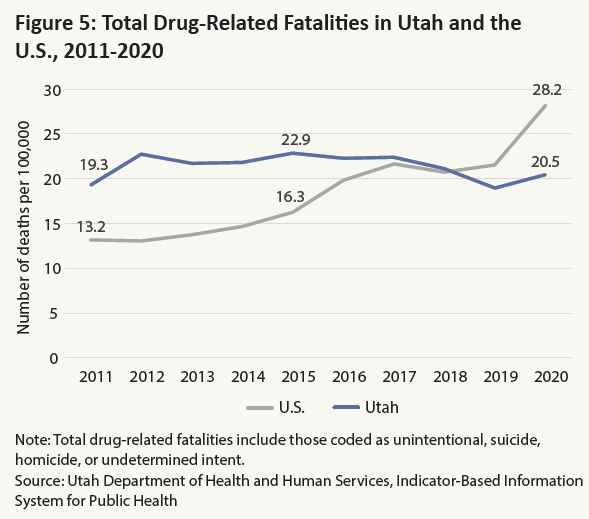 Figure 5: Total Drug-Related Fatalities in Utah and the
U.S., 2011-2020
Number of deaths per 100,000
30
25
20
15
10
5
0
28.2
22.9
19.3
20.5
16.3
13.2
2011 2012 2013 2014 2015 2016 2017 2018 2019 2020
U.S. Utah
Note: Total drug-related fatalities include those coded as unintentional, suicide,
homicide, or undetermined intent.
Source: Utah Department of Health and Human Services, Indicator-Based Information
System for Public Health